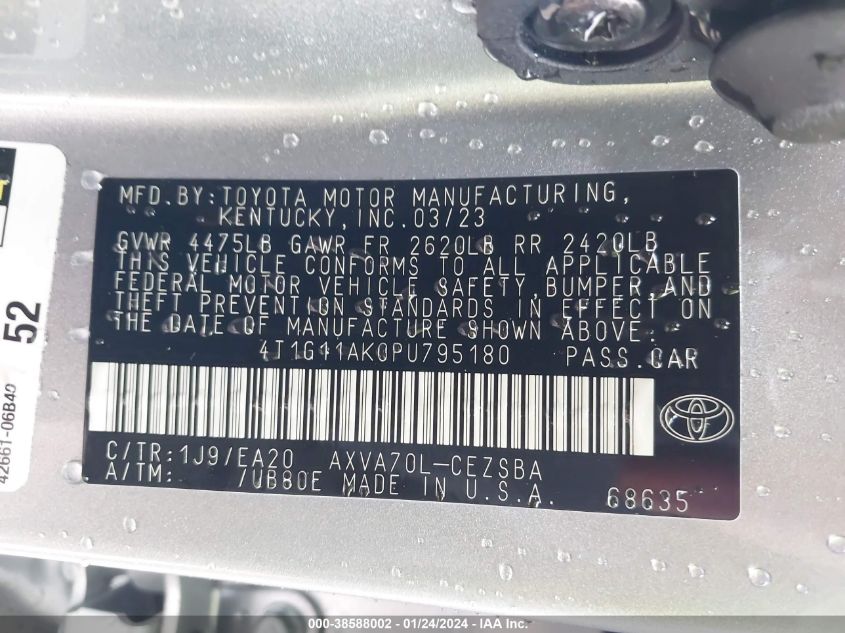 MFD.BY:TOYOTA MOTOR MANUFACTURING,
KENTUCKY, INC. 03/23
GVWR 4475LB GAWR FR 2620LB RR 2420LB
THIS VEHICLE CONFORMS TO ALL APPLICABLE
FEDERAL MOTOR VEHICLE SAFETY,BUMPER,AND
THEFT PREVENTION STANDARDS IN EFFECT ON
THE DATE OF MANUFACTURE SHOWN ABOVE.
4T1G11AK0PU795180 PASS.CAR
C/TR:1J9/EA20 AXVA70L-CEZSBA
A/TM: /UB80E MADE IN U.S.A. 68635
52
42661-06B40
000-38588002 - 01/24/2024 - IAA Inc.